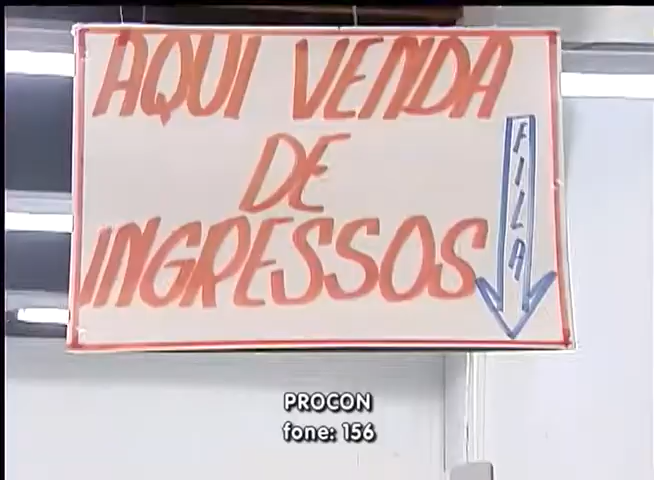 AQUI VENDA
DE
INGRESSOS
FILA
PROCON
fone: 156